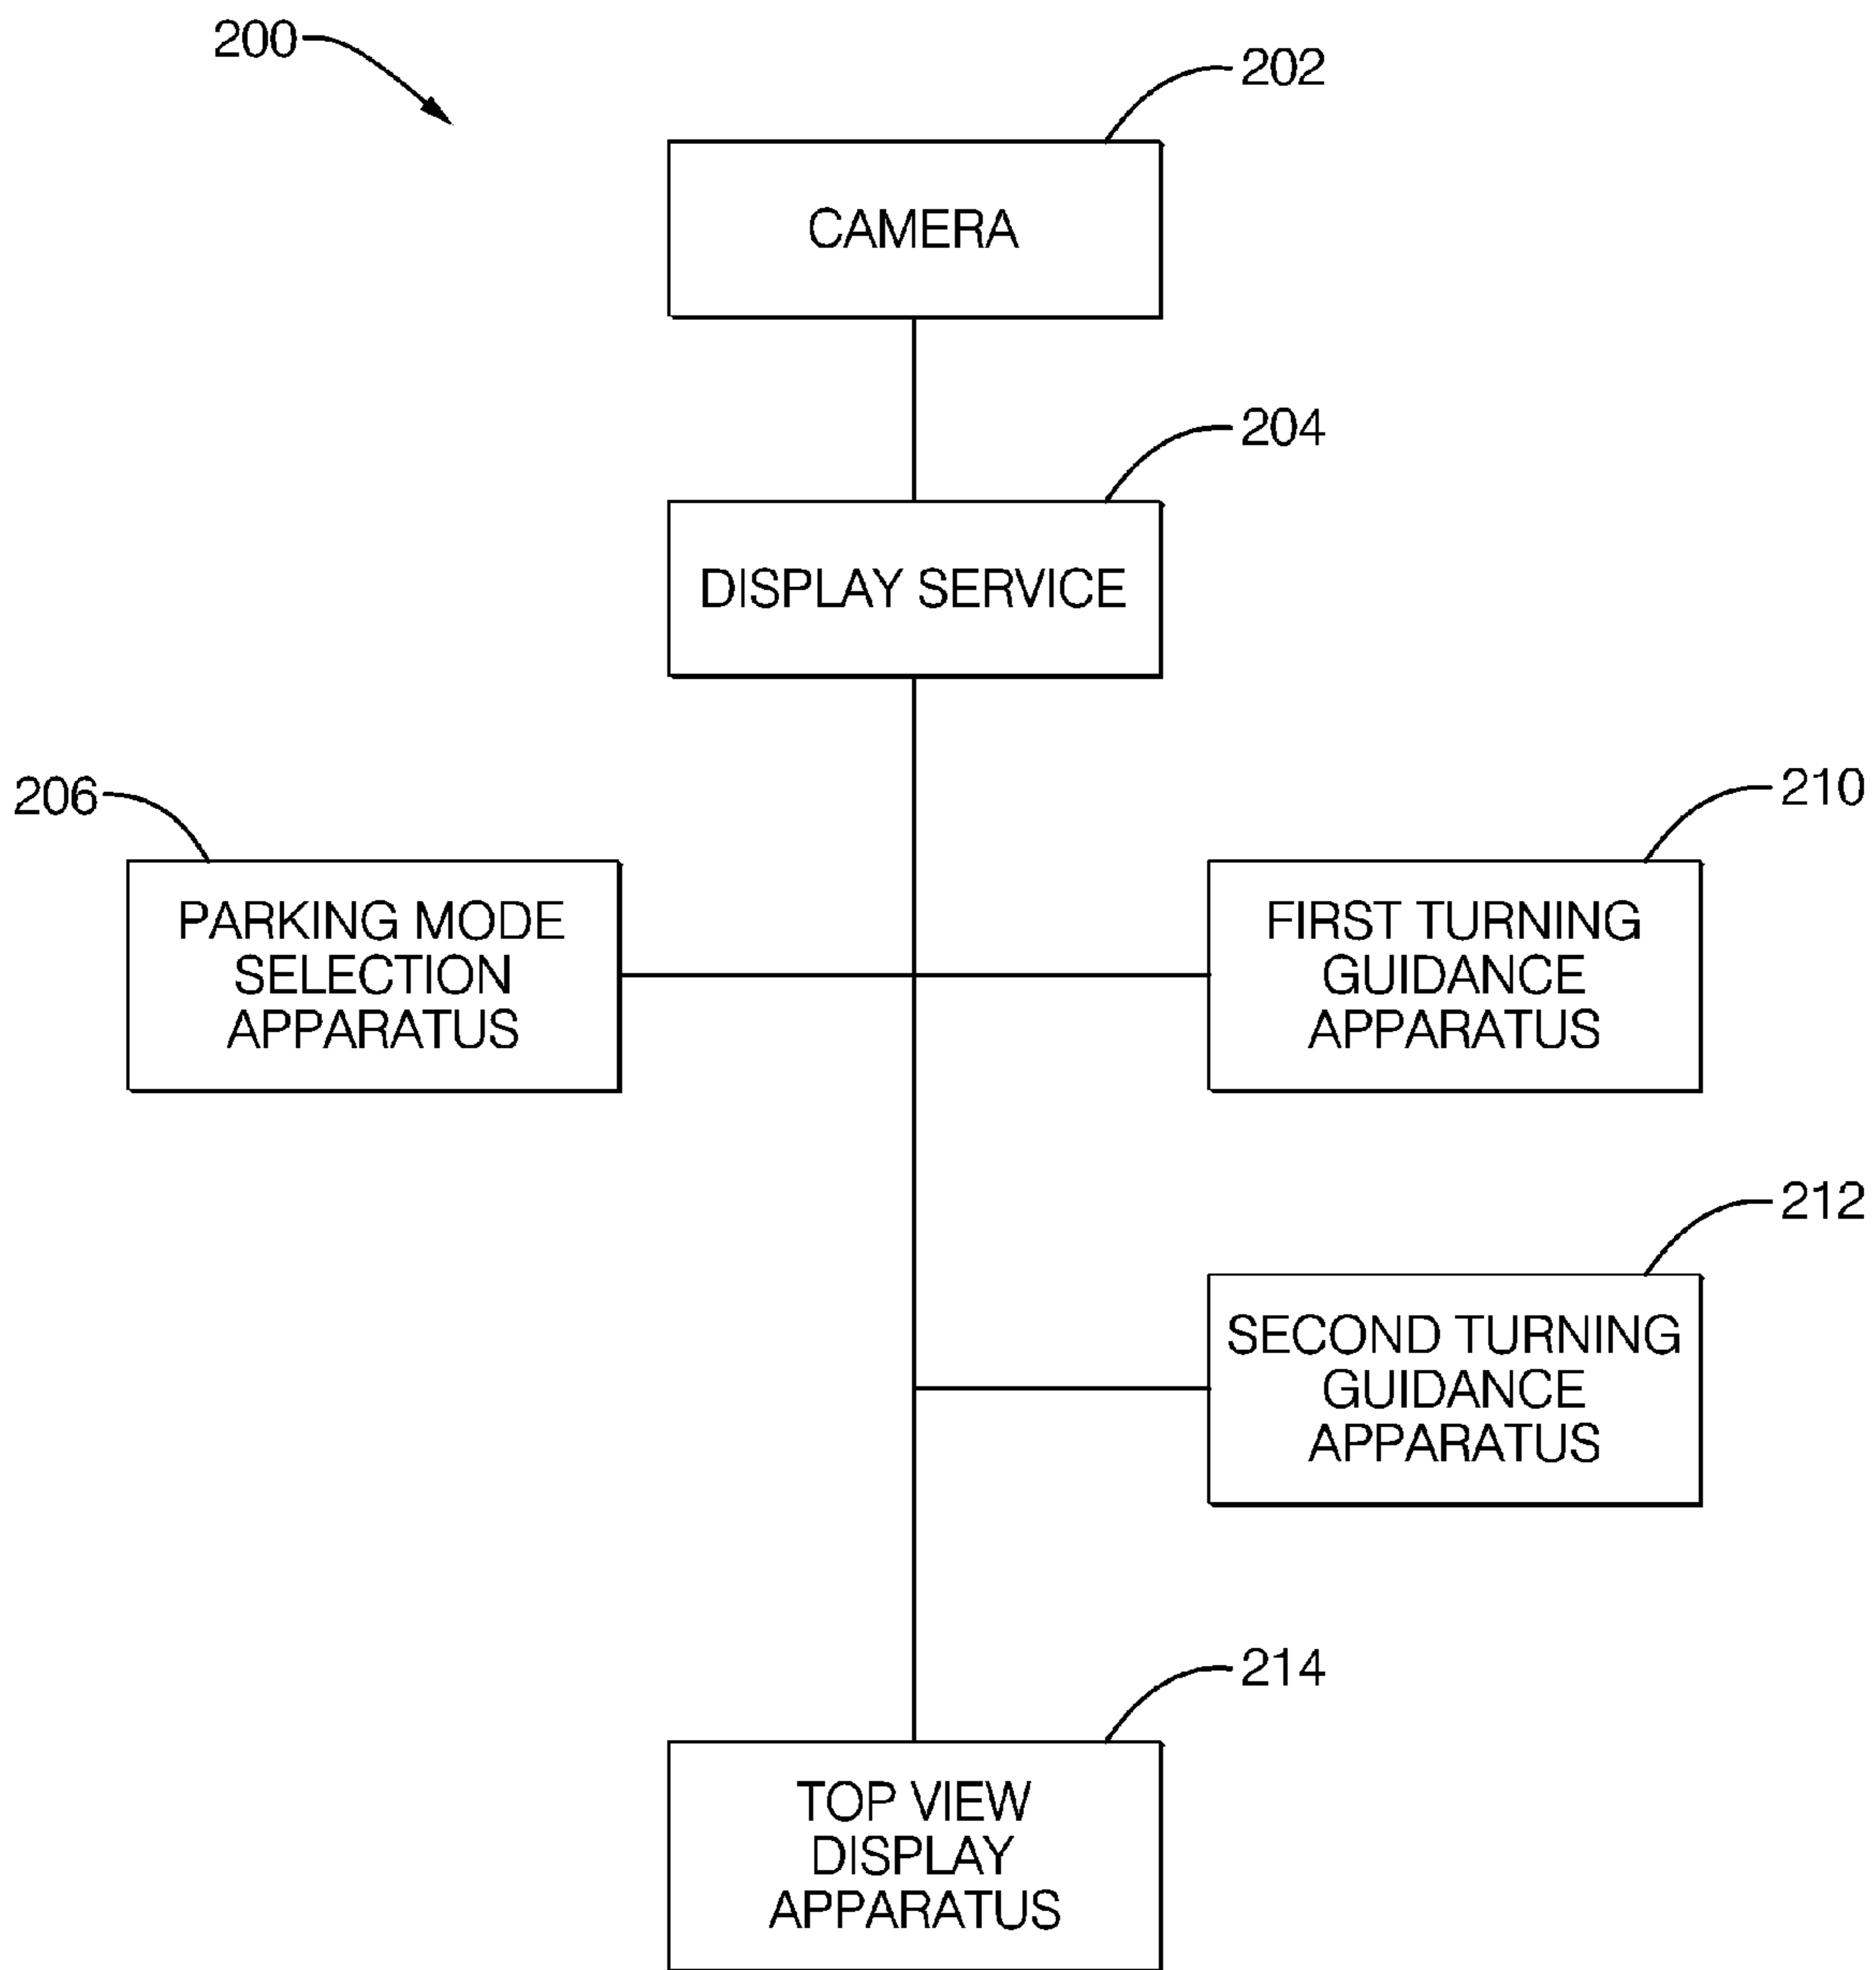 200
202
CAMERA
204
DISPLAY SERVICE
206
210
PARKING MODE
SELECTION
APPARATUS
FIRST TURNING
GUIDANCE
APPARATUS
212
SECOND TURNING
GUIDANCE
APPARATUS
214
TOP VIEW
DISPLAY
APPARATUS